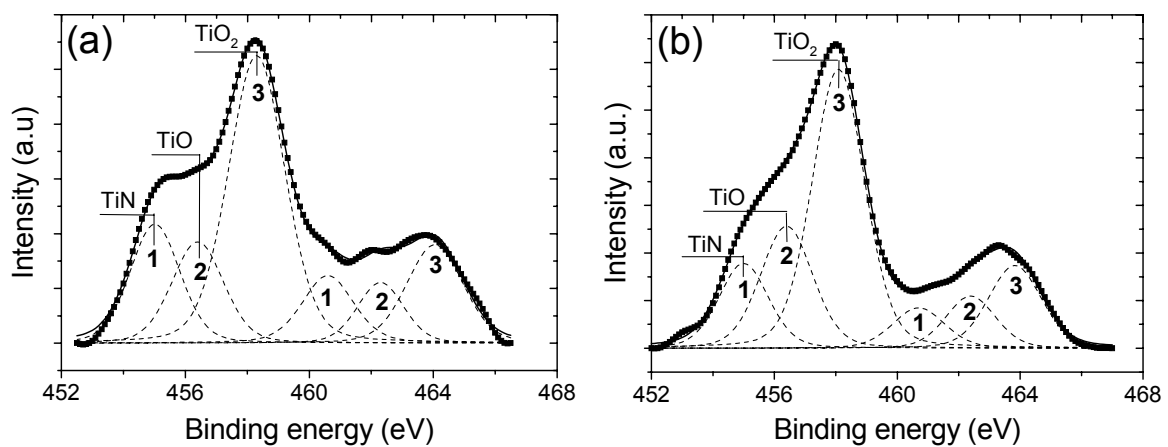 (a)
TiO₂
3
TiO
TiN
1
2
1
2
3
Intensity (a.u)
452 456 460 464 468
Binding energy (eV)
(b)
TiO₂
3
TiO
TiN
2
1
1
2
3
Intensity (a.u.)
452 456 460 464 468
Binding energy (eV)